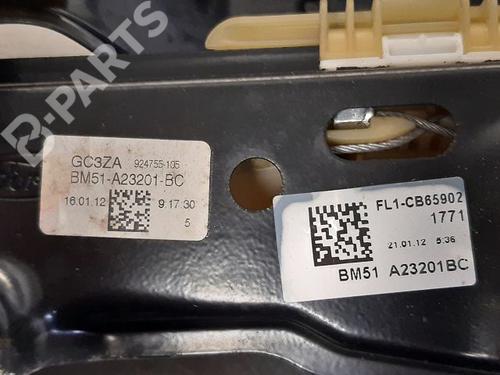 B-PARTS
GC3ZA 924755-105
BM51-A23201-BC
16.01.12 9:17:30
5
FL1-CB65902
1771
21.01.12 5:36
BM51 A23201BC